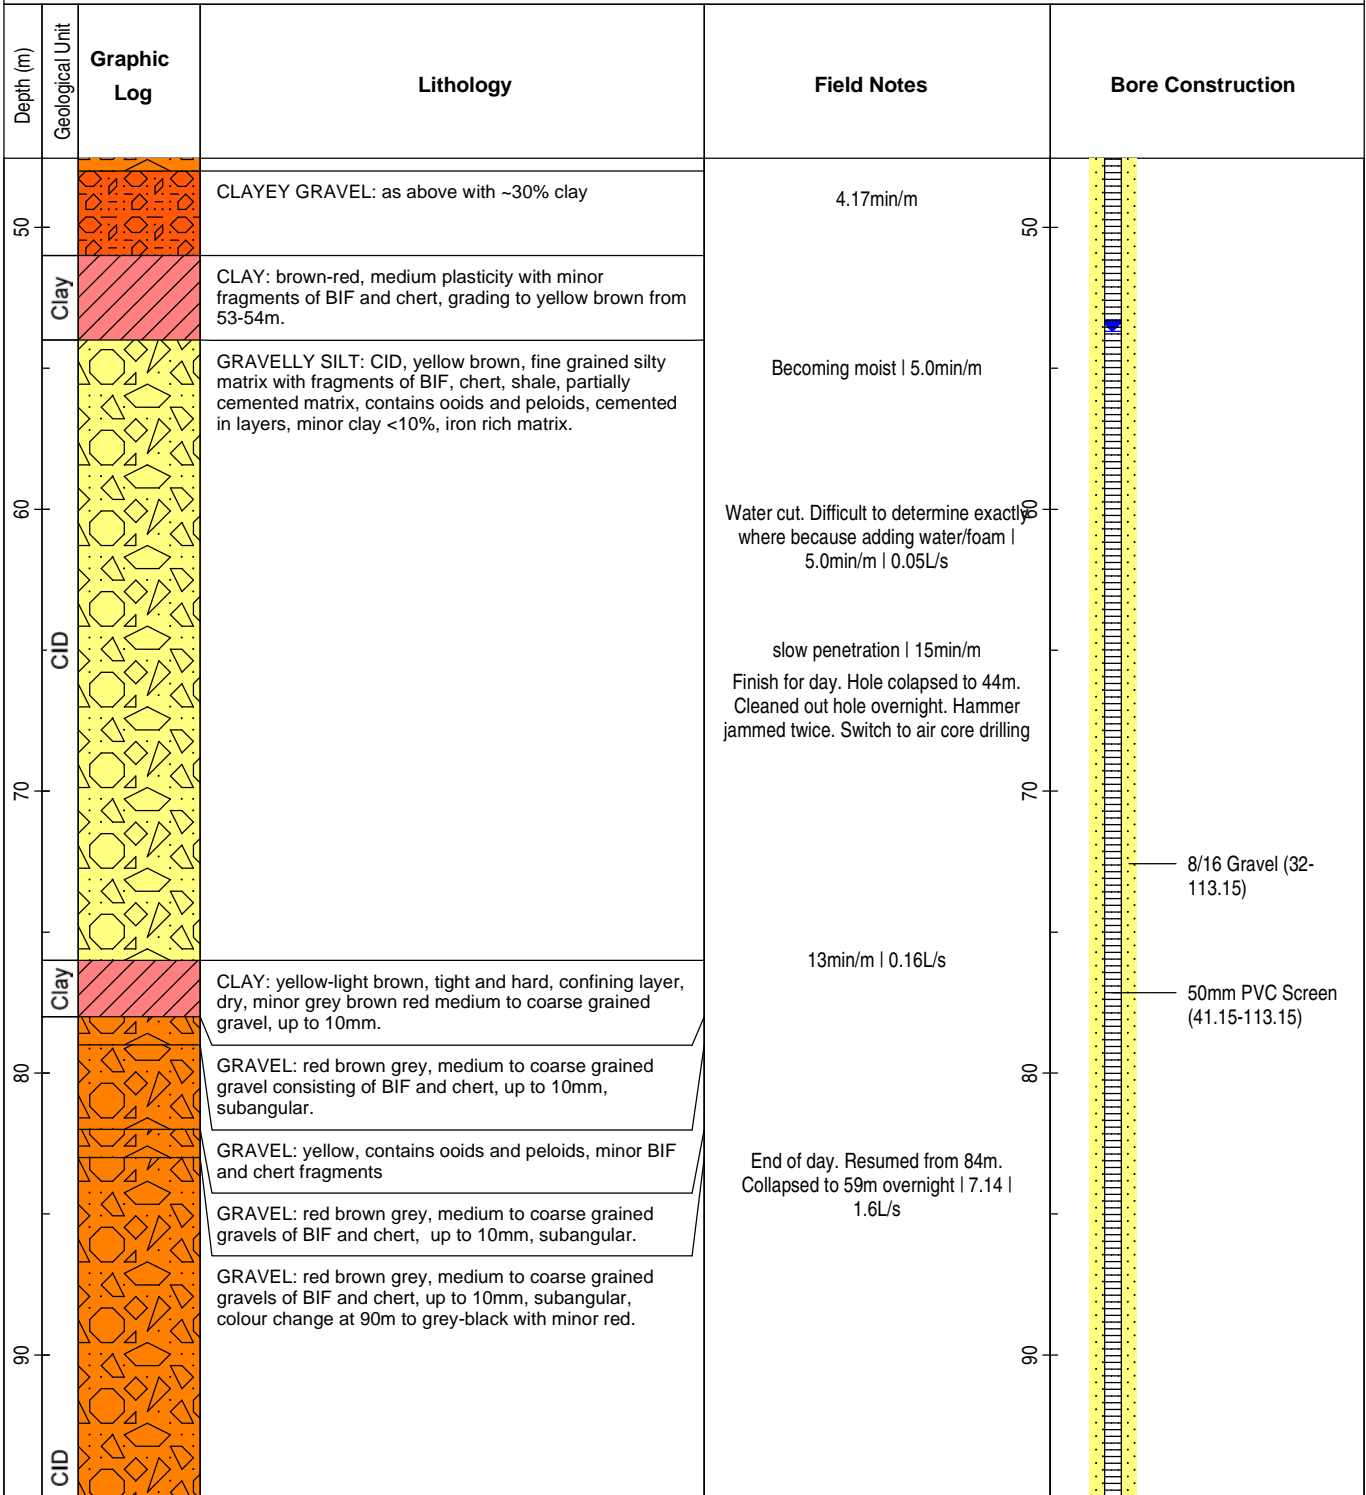 Depth (m)
Geological Unit
Graphic
Log
Lithology
Field Notes
Bore Construction
50
CLAYEY GRAVEL: as above with ~30% clay
4.17min/m
50
Clay
CLAY: brown-red, medium plasticity with minor
fragments of BIF and chert, grading to yellow brown from
53-54m.
GRAVELLY SILT: CID, yellow brown, fine grained silty
matrix with fragments of BIF, chert, shale, partially
cemented matrix, contains ooids and peloids, cemented
in layers, minor clay <10%, iron rich matrix.
Becoming moist | 5.0min/m
60
Water cut. Difficult to determine exactly
where because adding water/foam |
5.0min/m | 0.05L/s
60
CID
slow penetration | 15min/m
Finish for day. Hole colapsed to 44m.
Cleaned out hole overnight. Hammer
jammed twice. Switch to air core drilling
70
70
8/16 Gravel (32-
113.15)
13min/m | 0.16L/s
50mm PVC Screen
(41.15-113.15)
Clay
CLAY: yellow-light brown, tight and hard, confining layer,
dry, minor grey brown red medium to coarse grained
gravel, up to 10mm.
80
GRAVEL: red brown grey, medium to coarse grained
gravel consisting of BIF and chert, up to 10mm,
subangular.
80
GRAVEL: yellow, contains ooids and peloids, minor BIF
and chert fragments
End of day. Resumed from 84m.
Collapsed to 59m overnight | 7.14 |
1.6L/s
GRAVEL: red brown grey, medium to coarse grained
gravels of BIF and chert,  up to 10mm, subangular.
GRAVEL: red brown grey, medium to coarse grained
gravels of BIF and chert, up to 10mm, subangular,
colour change at 90m to grey-black with minor red.
90
90
CID